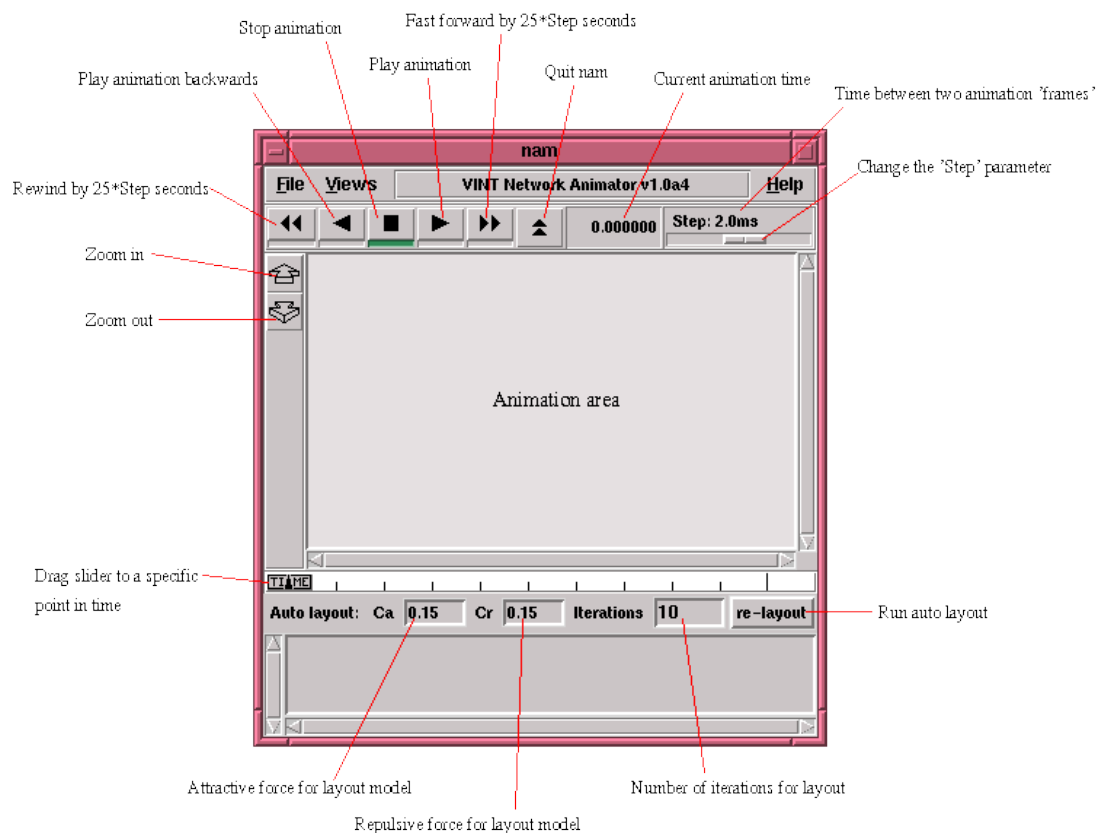 Fast forward by 25*Step seconds
Stop animation
Play animation
Quit nam
Play animation backwards
Current animation time
Time between two animation 'frames'
nam
Change the 'Step' parameter
Rewind by 25*Step seconds
File Views VINT Network Animator v1.0a4 Help
0.000000 Step: 2.0ms
Zoom in
Zoom out
Animation area
Drag slider to a specific
point in time
TIME
Auto layout: Ca 0.15 Cr 0.15 Iterations 10 re-layout
Run auto layout
Attractive force for layout model
Number of iterations for layout
Repulsive force for layout model